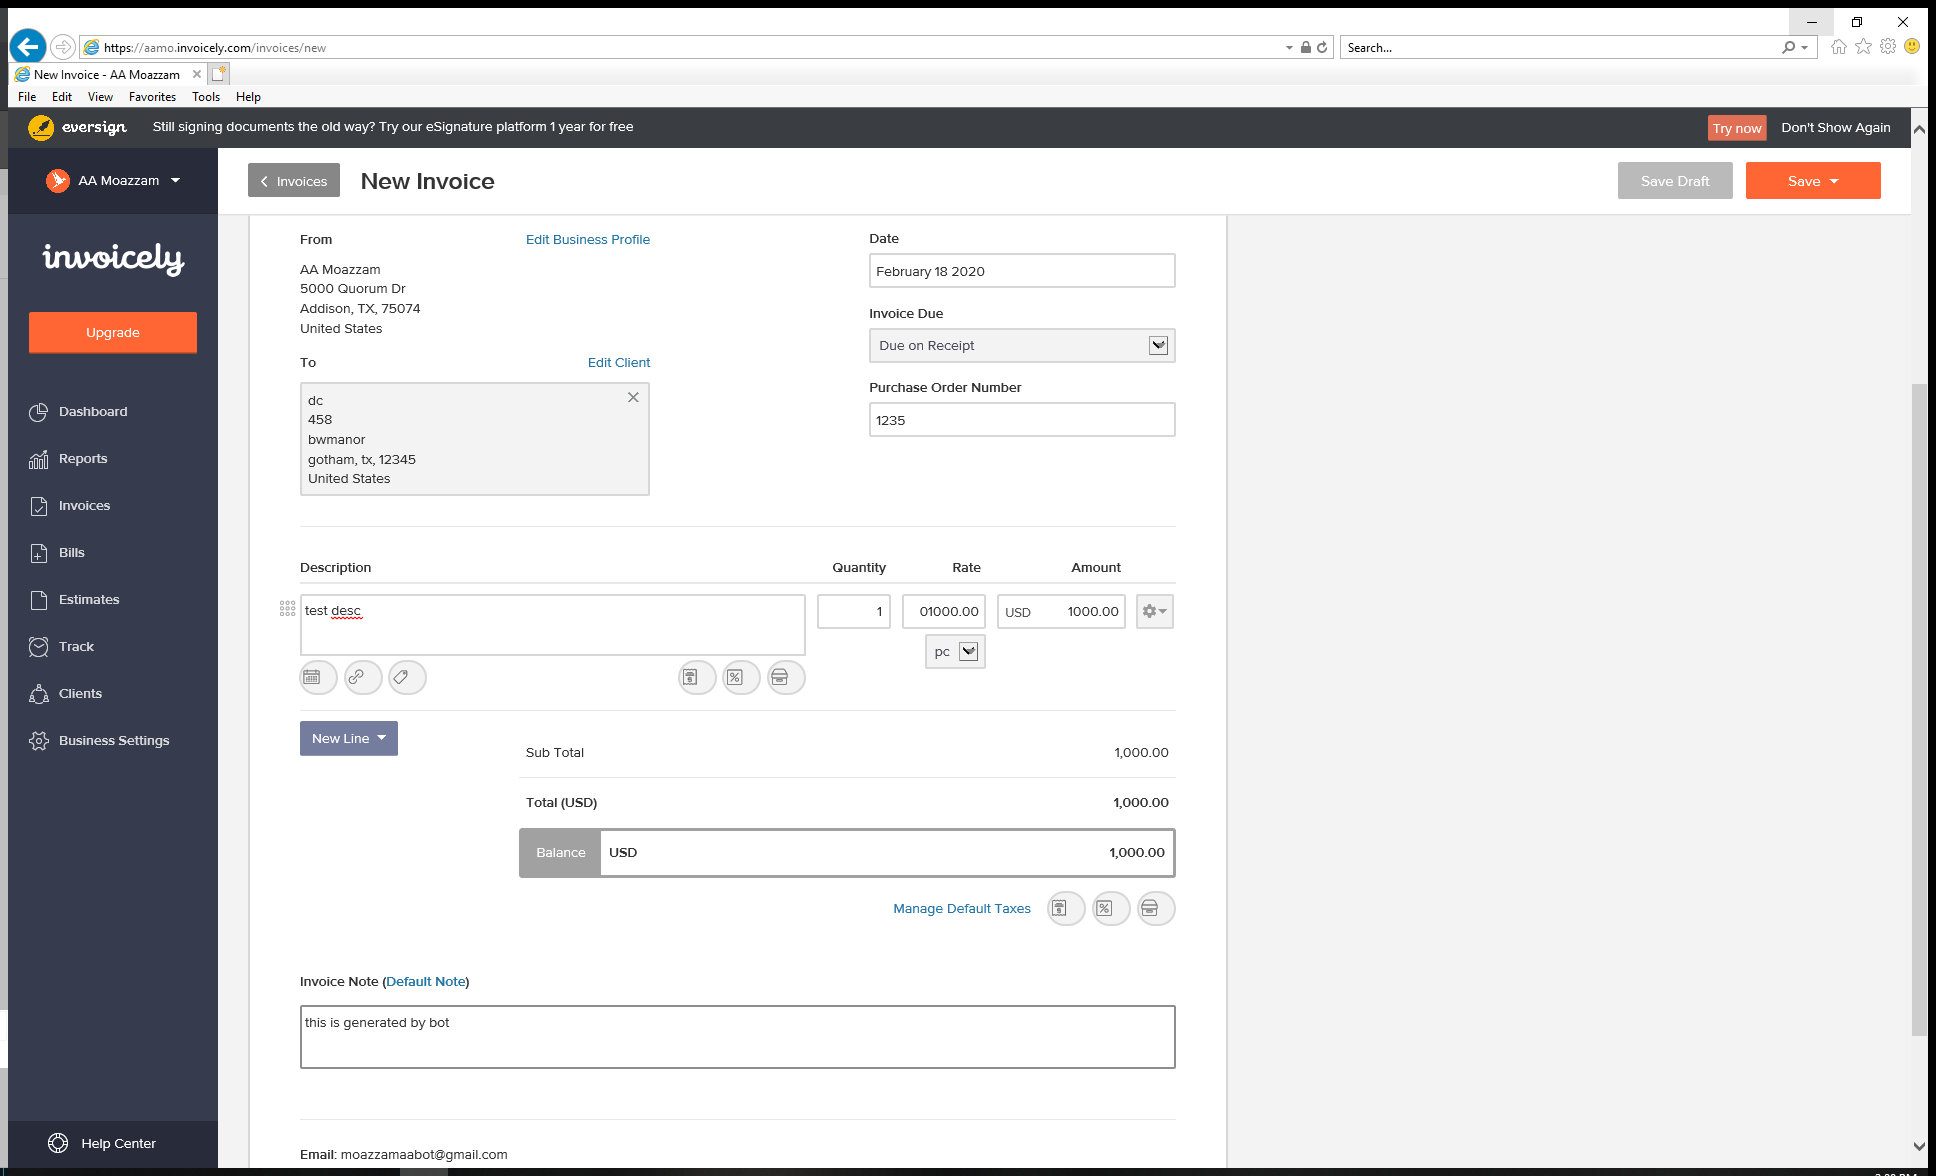 https://aamo.invoicely.com/invoices/new
Search...
New Invoice - AA Moazzam
File Edit View Favorites Tools Help
eversign Still signing documents the old way? Try our eSignature platform 1 year for free Try now Don't Show Again
AA Moazzam
Invoices
New Invoice
Save Draft
Save
invoicely
Upgrade
Dashboard
Reports
Invoices
Bills
Estimates
Track
Clients
Business Settings
Help Center
From Edit Business Profile
AA Moazzam
5000 Quorum Dr
Addison, TX, 75074
United States
To Edit Client
dc
458
bwmanor
gotham, tx, 12345
United States
Date
February 18 2020
Invoice Due
Due on Receipt
Purchase Order Number
1235
Description Quantity Rate Amount
test desc 1 01000.00 USD 1000.00
pc
New Line
Sub Total 1,000.00
Total (USD) 1,000.00
Balance USD 1,000.00
Manage Default Taxes
Invoice Note (Default Note)
this is generated by bot
Email: moazzamaabot@gmail.com